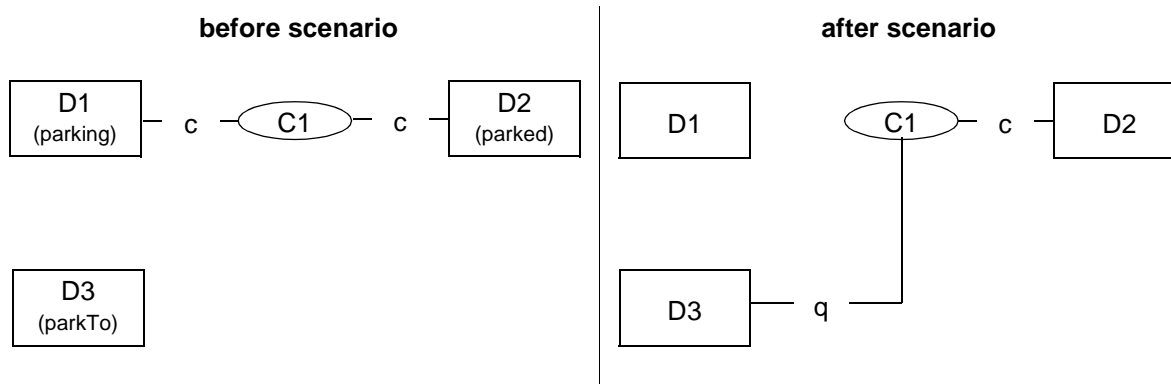 before scenario
D1
(parking)
c
C1
c
D2
(parked)
D3
(parkTo)
after scenario
D1
C1
c
D2
D3
q